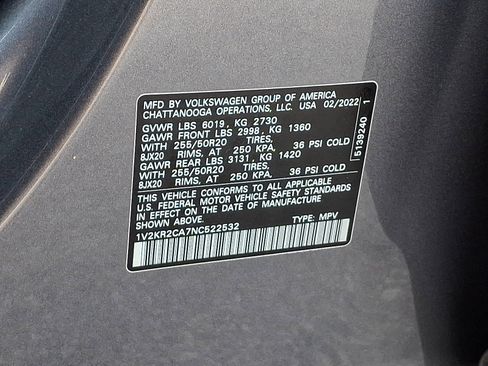 MFD BY VOLKSWAGEN GROUP OF AMERICA
CHATTANOOGA OPERATIONS, LLC. USA 02/2022
GVWR LBS 6019, KG 2730
GAWR FRONT LBS 2998, KG 1360
WITH 255/50R20 TIRES, 36 PSI COLD
8JX20 RIMS, AT 250 KPA.
GAWR REAR LBS 3131, KG 1420
WITH 255/50R20 TIRES, 36 PSI COLD
8JX20 RIMS, AT 250 KPA.
THIS VEHICLE CONFORMS TO ALL APPLICABLE
U.S. FEDERAL MOTOR VEHICLE SAFETY STANDARDS
IN EFFECT ON THE DATE OF MANUFACTURE
SHOWN ABOVE
1V2KR2CA7NC522532 TYPE: MPV
5139240 1